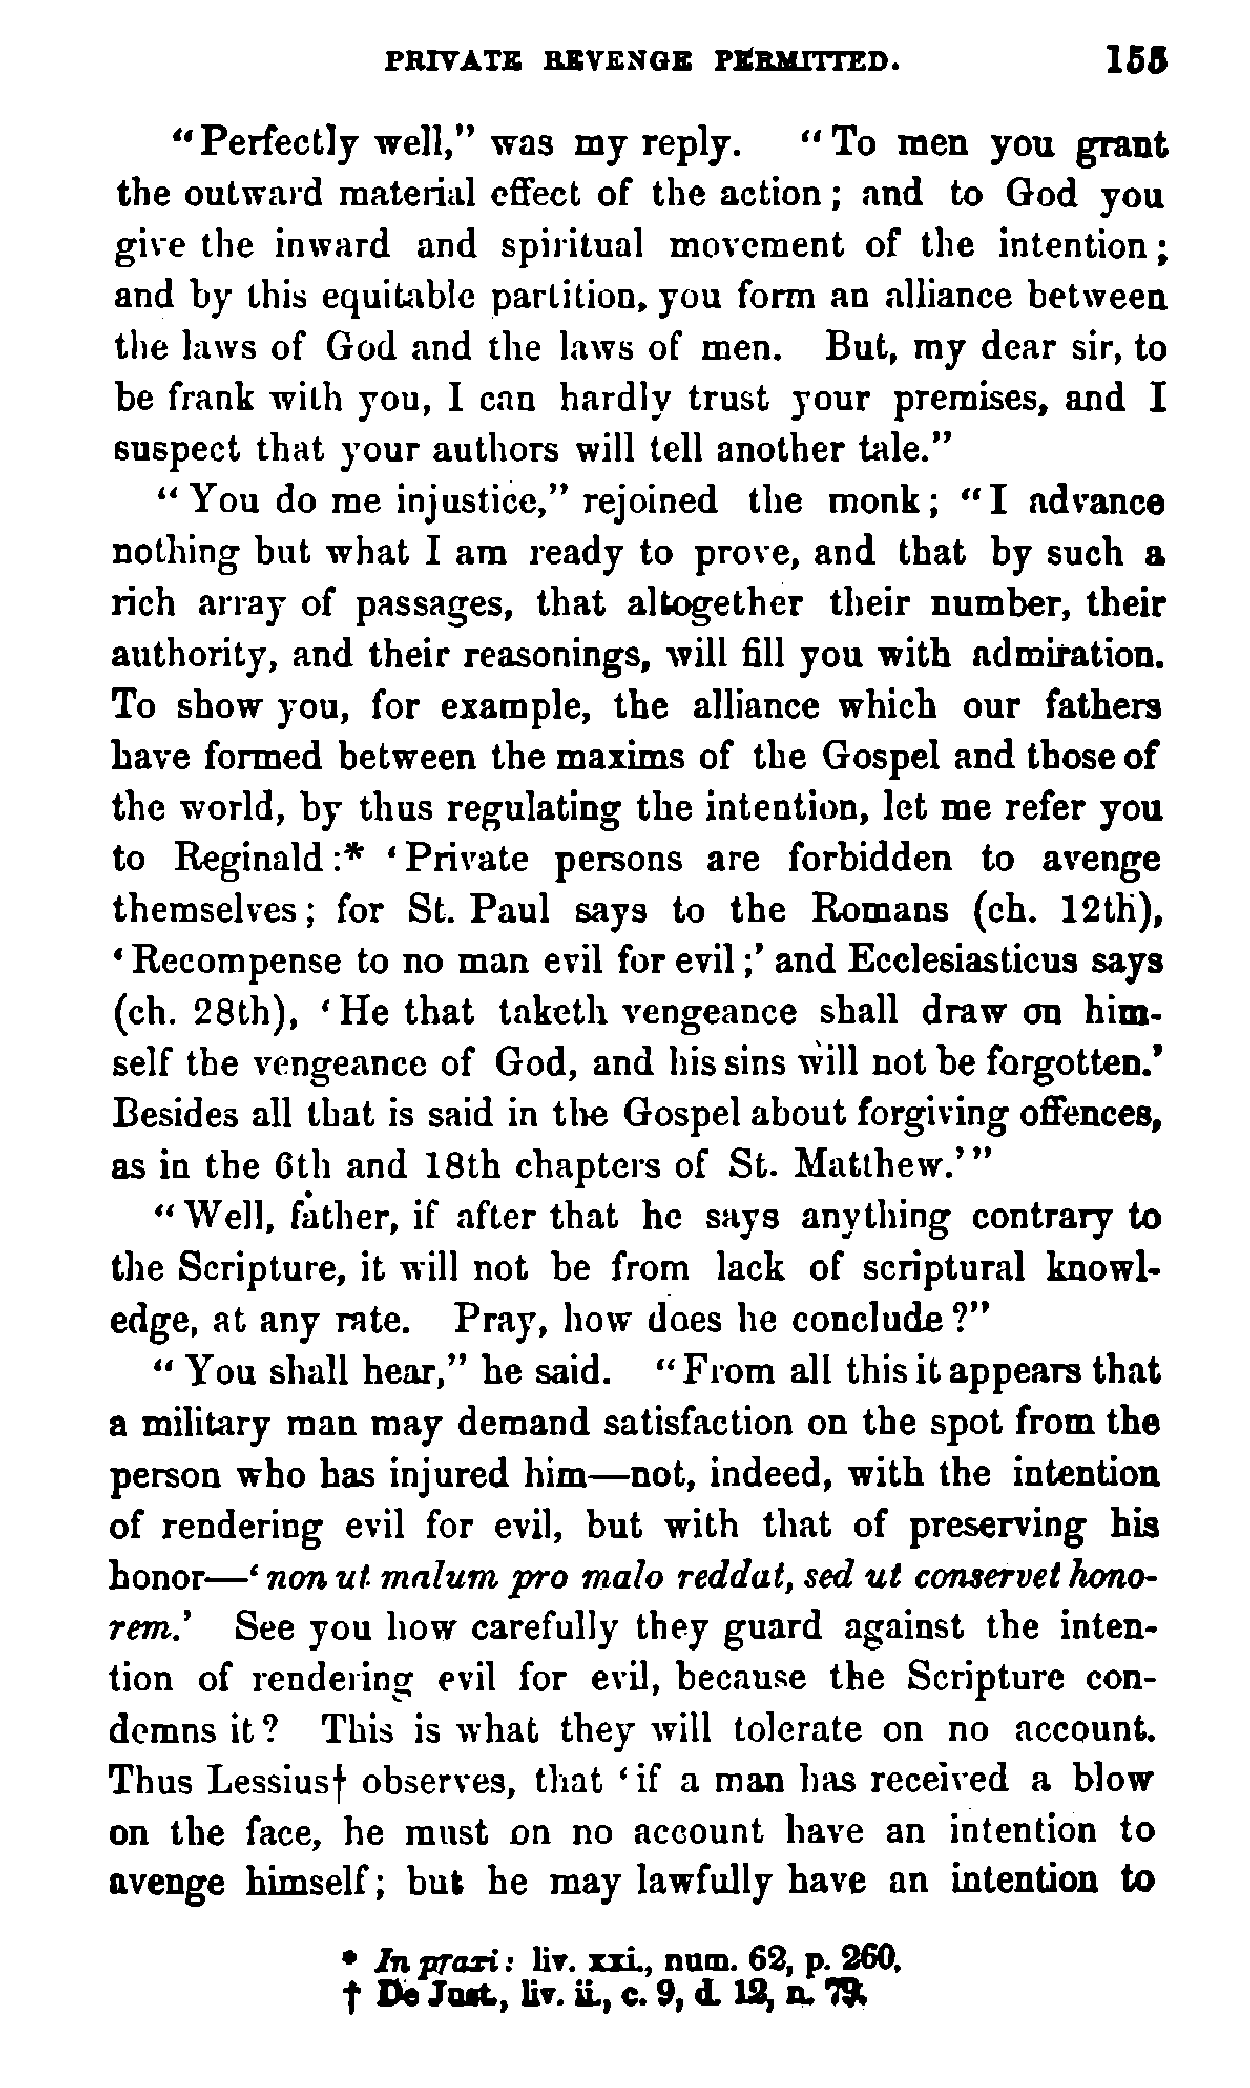 PRIVATE REVENGE PERMITTED. 155
"Perfectly well," was my reply. "To men you grant
the outward material effect of the action; and to God you
give the inward and spiritual movement of the intention;
and by this equitable partition, you form an alliance between
the laws of God and the laws of men. But, my dear sir, to
be frank with you, I can hardly trust your premises, and I
suspect that your authors will tell another tale."
"You do me injustice," rejoined the monk; "I advance
nothing but what I am ready to prove, and that by such a
rich array of passages, that altogether their number, their
authority, and their reasonings, will fill you with admiration.
To show you, for example, the alliance which our fathers
have formed between the maxims of the Gospel and those of
the world, by thus regulating the intention, let me refer you
to Reginald:* 'Private persons are forbidden to avenge
themselves; for St. Paul says to the Romans (ch. 12th),
'Recompense to no man evil for evil;' and Ecclesiasticus says
(ch. 28th), 'He that taketh vengeance shall draw on him-
self the vengeance of God, and his sins will not be forgotten.'
Besides all that is said in the Gospel about forgiving offences,
as in the 6th and 18th chapters of St. Matthew.'"
"Well, father, if after that he says anything contrary to
the Scripture, it will not be from lack of scriptural knowl-
edge, at any rate. Pray, how does he conclude?"
"You shall hear," he said. "From all this it appears that
a military man may demand satisfaction on the spot from the
person who has injured him—not, indeed, with the intention
of rendering evil for evil, but with that of preserving his
honor—'non ut malum pro malo reddat, sed ut conservet hono-
rem.' See you how carefully they guard against the inten-
tion of rendering evil for evil, because the Scripture con-
demns it? This is what they will tolerate on no account.
Thus Lessius† observes, that 'if a man has received a blow
on the face, he must on no account have an intention to
avenge himself; but he may lawfully have an intention to
* In praxi: liv. xxi., num. 62, p. 260.
† De Just., liv. ii., c. 9, d. 12, n. 79.